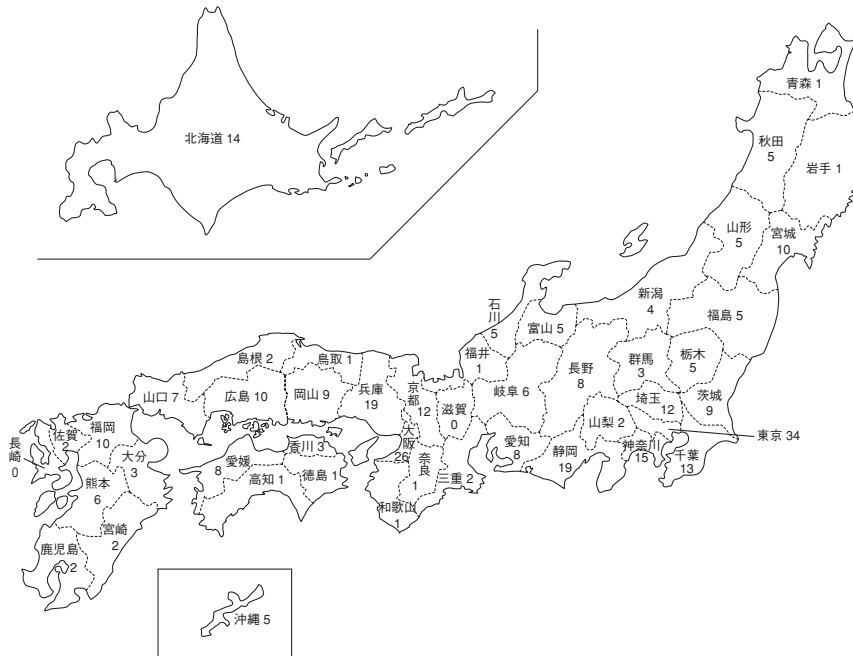 北海道 14
青森 1
秋田
5
岩手 1
山形
5
宮城
10
福島 5
新潟
4
石川
5
富山 5
福井
1
長野
8
群馬
3
栃木
5
茨城
9
埼玉
12
東京 34
千葉
13
神奈川
15
山梨 2
静岡
19
愛知
8
岐阜 6
滋賀
0
三重 2
京都
12
大阪
26
奈良
1
和歌山
1
兵庫
19
鳥取 1
島根 2
岡山 9
広島 10
山口 7
香川 3
愛媛
8
徳島 1
高知 1
福岡
10
佐賀
2
長崎
0
大分
3
熊本
6
宮崎
2
鹿児島
2
沖縄 5